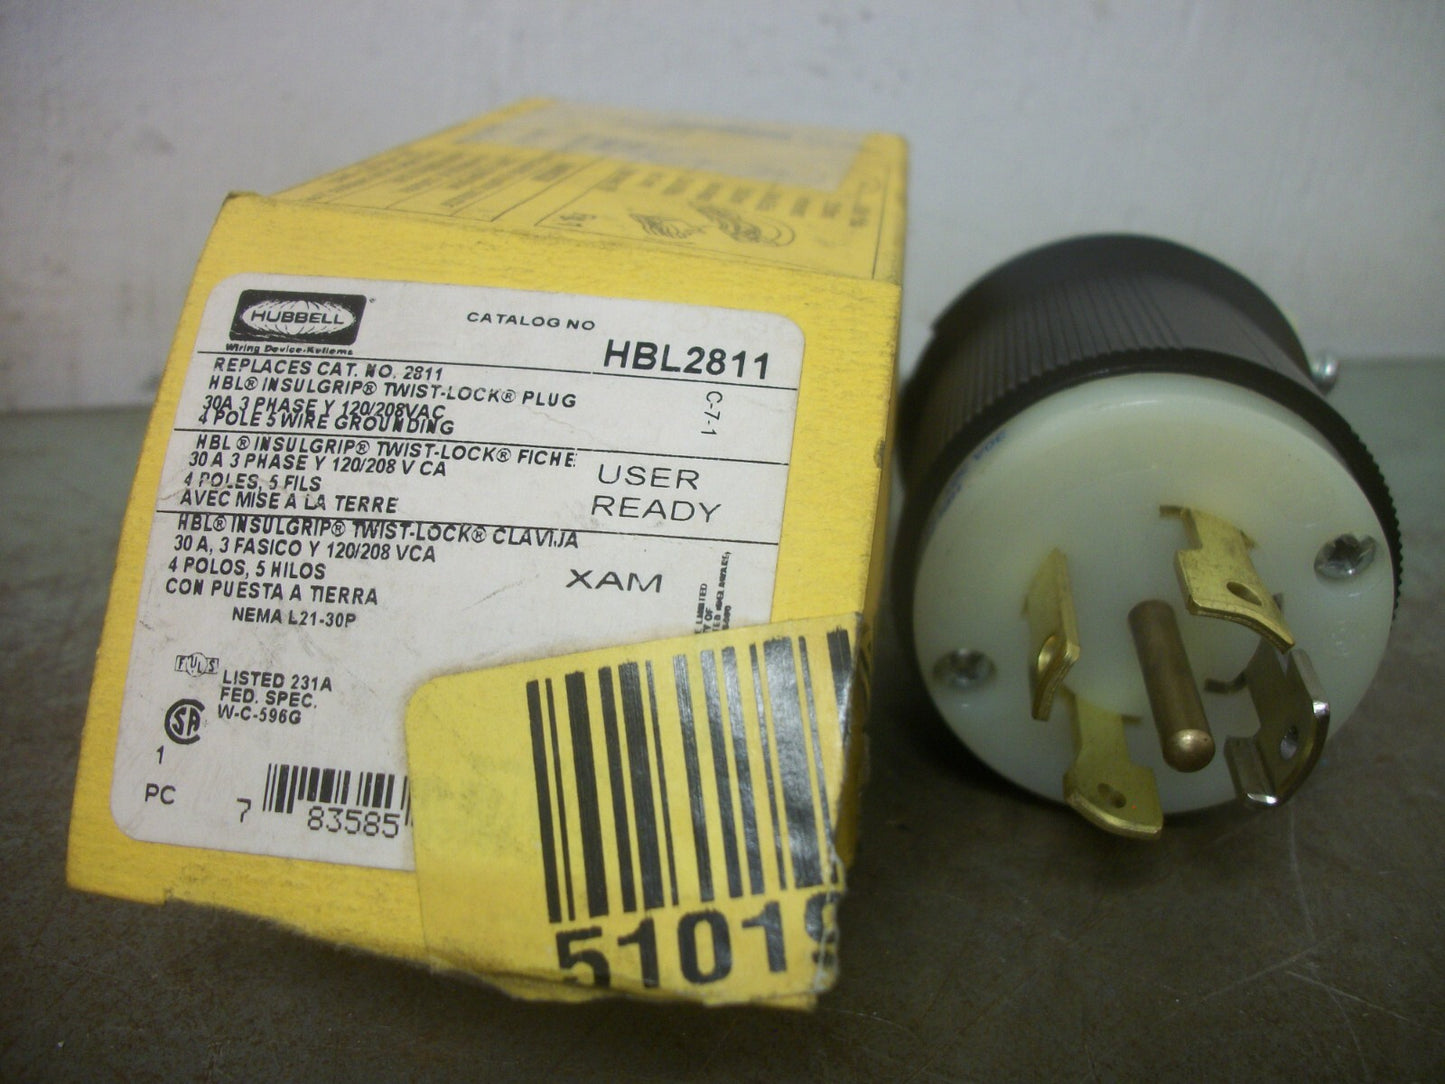 HUBBELL
Wiring Device-Kellems
CATALOG NO
HBL2811
REPLACES CAT. NO. 2811
HBL® INSULGRIP® TWIST-LOCK® PLUG
30A 3 PHASE Y 120/208VAC
4 POLE 5 WIRE GROUNDING
C-7-1
HBL® INSULGRIP® TWIST-LOCK® FICHE
30 A 3 PHASE Y 120/208 V CA
4 POLES, 5 FILS
AVEC MISE A LA TERRE
USER
READY
HBL® INSULGRIP® TWIST-LOCK® CLAVIJA
30 A, 3 FASICO Y 120/208 VCA
4 POLOS, 5 HILOS
CON PUESTA A TIERRA
NEMA L21-30P
XAM
LISTED 231A
FED. SPEC.
W-C-596G
1
PC
7
83585
51019